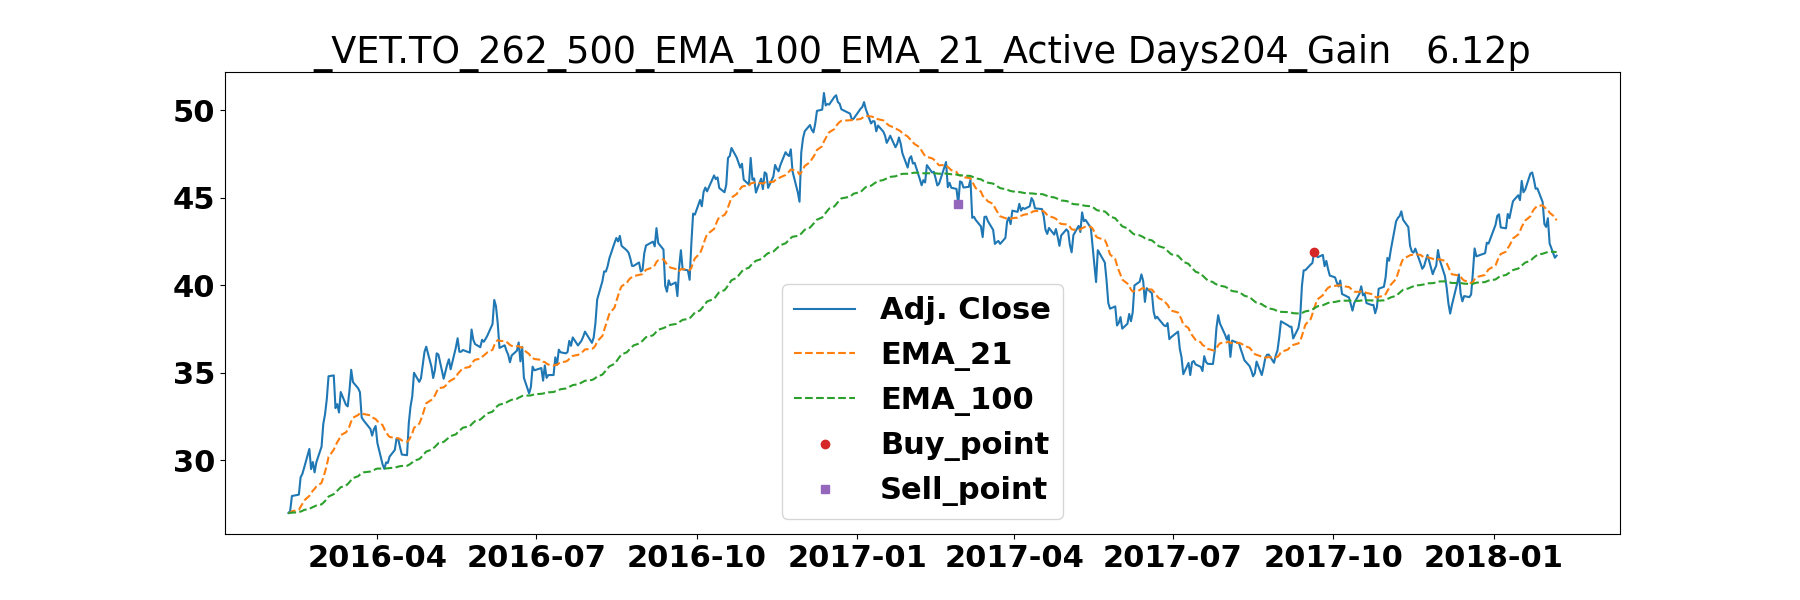 _VET.TO_262_500_EMA_100_EMA_21_Active Days204_Gain   6.12p
50
45
40
35
30
Adj. Close
EMA_21
EMA_100
Buy_point
Sell_point
2016-04 2016-07 2016-10 2017-01 2017-04 2017-07 2017-10 2018-01